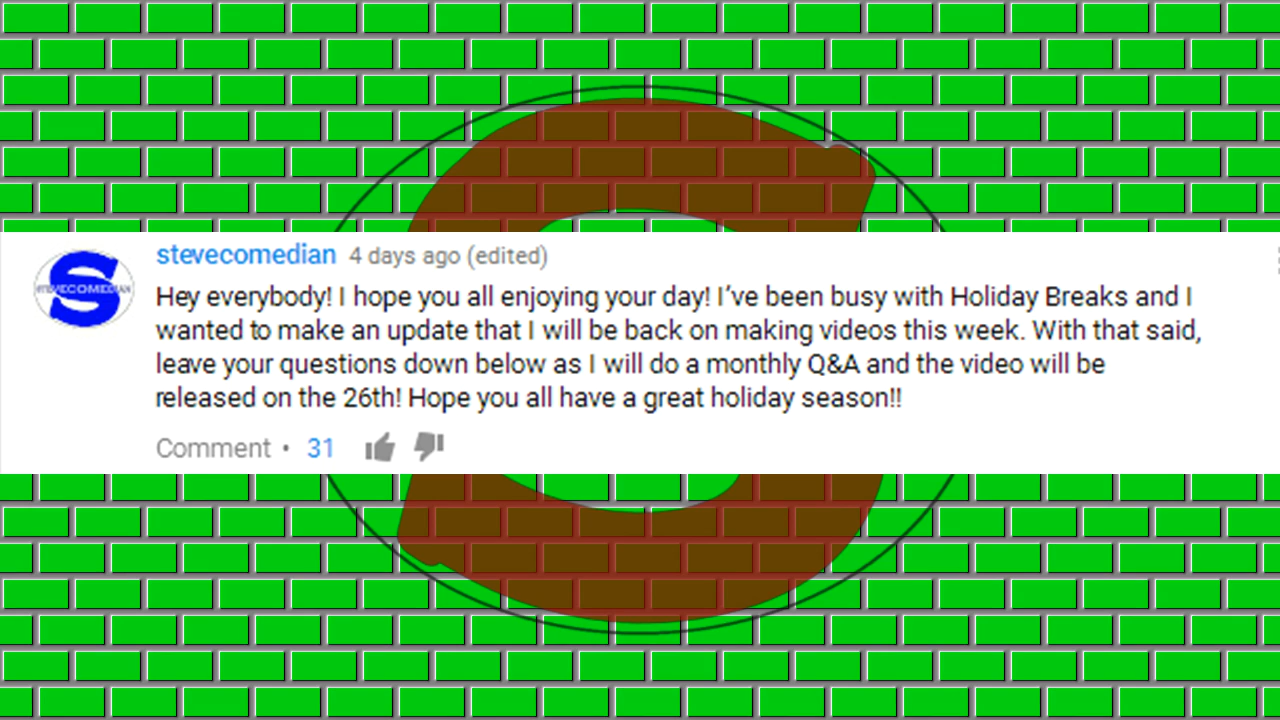 stevecomedian 4 days ago (edited)
STEVECOMEDIAN
Hey everybody! I hope you all enjoying your day! I've been busy with Holiday Breaks and I
wanted to make an update that I will be back on making videos this week. With that said,
leave your questions down below as I will do a monthly Q&A and the video will be
released on the 26th! Hope you all have a great holiday season!!
Comment • 31